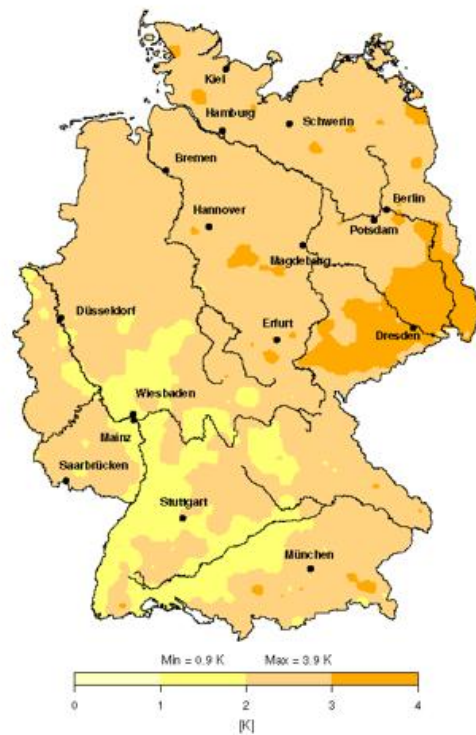 Kiel
Hamburg
Schwerin
Bremen
Berlin
Hannover
Potsdam
Magdeburg
Düsseldorf
Erfurt
Dresden
Wiesbaden
Mainz
Saarbrücken
Stuttgart
München
Min = 0.9 K Max = 3.9 K
0 1 2 3 4
[K]